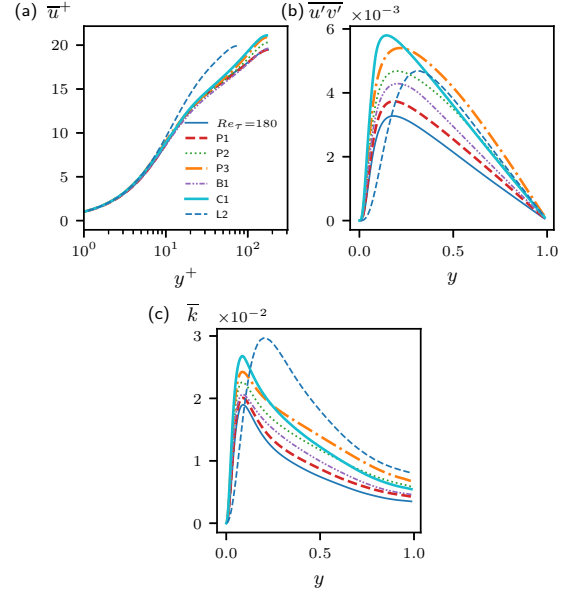 (a) u̅⁺
20
15
10
5
0
10⁰ 10¹ 10²
y⁺
Re_τ=180
P1
P2
P3
B1
C1
L2
(b) u′v′ ×10⁻³
6
4
2
0
0.0 0.5 1.0
y
(c) k̅ ×10⁻²
3
2
1
0
0.0 0.5 1.0
y